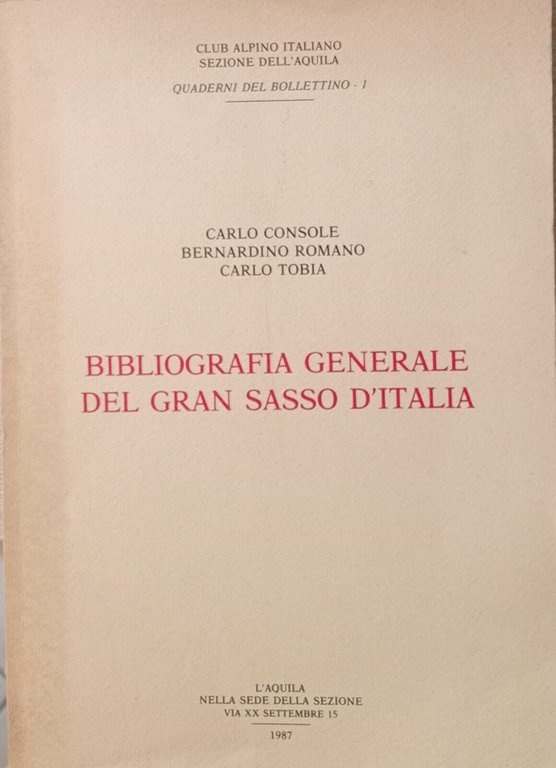 CLUB ALPINO ITALIANO
SEZIONE DELL'AQUILA
QUADERNI DEL BOLLETTINO - 1
CARLO CONSOLE
BERNARDINO ROMANO
CARLO TOBIA
BIBLIOGRAFIA GENERALE
DEL GRAN SASSO D'ITALIA
L'AQUILA
NELLA SEDE DELLA SEZIONE
VIA XX SETTEMBRE 15
1987